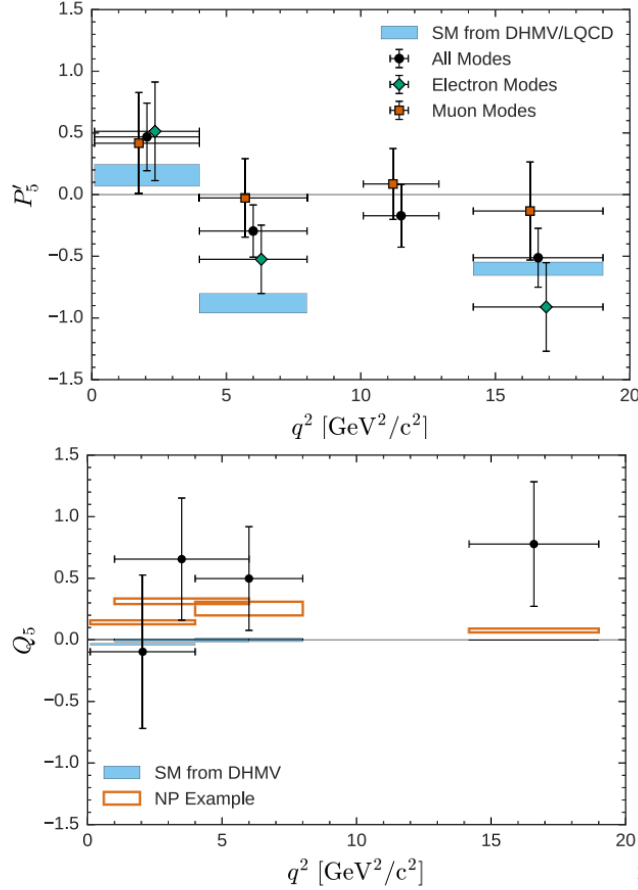 1.5
SM from DHMV/LQCD
All Modes
1.0
Electron Modes
Muon Modes
0.5
P′5
0.0
−0.5
−1.0
−1.5
0 5 10 15 20
q² [GeV²/c²]
1.5
1.0
0.5
Q5
0.0
−0.5
−1.0
SM from DHMV
NP Example
−1.5
0 5 10 15 20
q² [GeV²/c²]